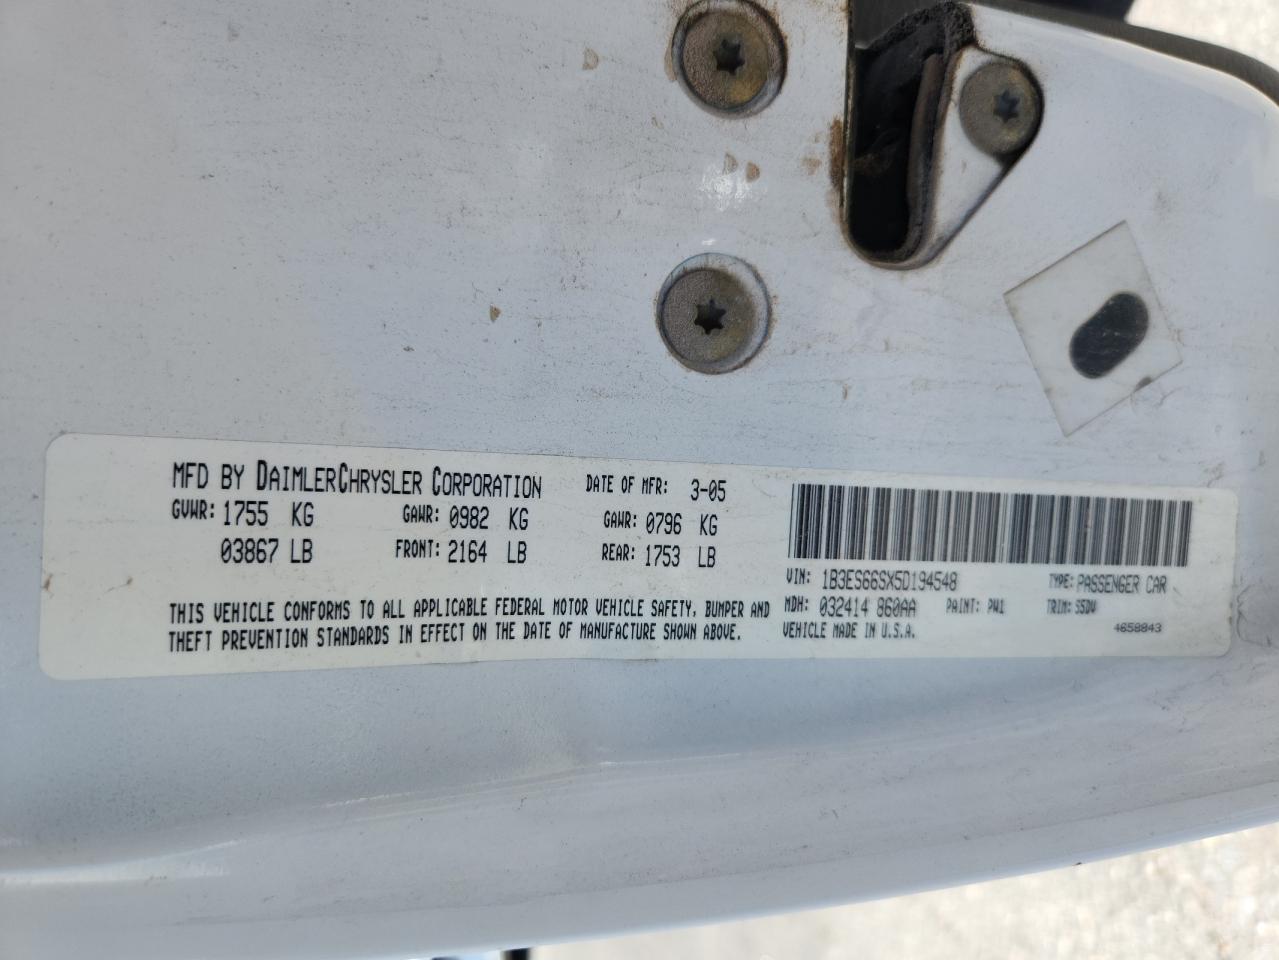 MFD BY DAIMLERCHRYSLER CORPORATION DATE OF MFR: 3-05
GVWR: 1755 KG GAWR: 0982 KG GAWR: 0796 KG
03867 LB FRONT: 2164 LB REAR: 1753 LB
THIS VEHICLE CONFORMS TO ALL APPLICABLE FEDERAL MOTOR VEHICLE SAFETY, BUMPER AND
THEFT PREVENTION STANDARDS IN EFFECT ON THE DATE OF MANUFACTURE SHOWN ABOVE.
VIN: 1B3ES66SX5D194548 TYPE: PASSENGER CAR
MDH: 032414 860AA PAINT: PW1 TRIM: S5DV
VEHICLE MADE IN U.S.A. 4658843